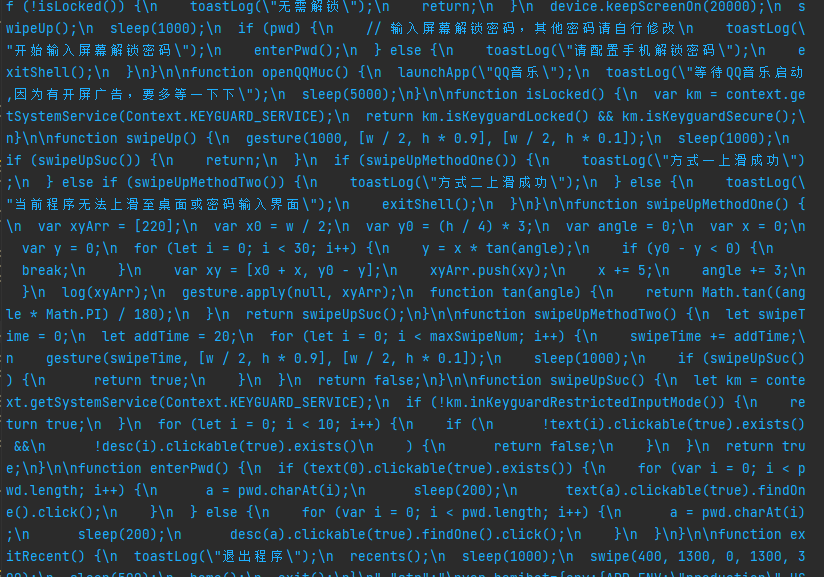 f (!isLocked()) {\n    toastLog(\"无需解锁\");\n    return;\n  }\n  device.keepScreenOn(20000);\n  s
wipeUp();\n  sleep(1000);\n  if (pwd) {\n    // 输入屏幕解锁密码，其他密码请自行修改\n    toastLog(\
"开始输入屏幕解锁密码\");\n    enterPwd();\n  } else {\n    toastLog(\"请配置手机解锁密码\");\n    e
xitShell();\n  }\n}\n\nfunction openQQMuc() {\n  launchApp(\"QQ音乐\");\n  toastLog(\"等待QQ音乐启动
,因为有开屏广告，要多等一下下\");\n  sleep(5000);\n}\n\nfunction isLocked() {\n  var km = context.ge
tSystemService(Context.KEYGUARD_SERVICE);\n  return km.isKeyguardLocked() && km.isKeyguardSecure();\
n}\n\nfunction swipeUp() {\n  gesture(1000, [w / 2, h * 0.9], [w / 2, h * 0.1]);\n  sleep(1000);\n  
if (swipeUpSuc()) {\n    return;\n  }\n  if (swipeUpMethodOne()) {\n    toastLog(\"方式一上滑成功\")
;\n  } else if (swipeUpMethodTwo()) {\n    toastLog(\"方式二上滑成功\");\n  } else {\n    toastLog(\
"当前程序无法上滑至桌面或密码输入界面\");\n    exitShell();\n  }\n}\n\nfunction swipeUpMethodOne() {
\n  var xyArr = [220];\n  var x0 = w / 2;\n  var y0 = (h / 4) * 3;\n  var angle = 0;\n  var x = 0;\n
  var y = 0;\n  for (let i = 0; i < 30; i++) {\n    y = x * tan(angle);\n    if (y0 - y < 0) {\n    
  break;\n    }\n    var xy = [x0 + x, y0 - y];\n    xyArr.push(xy);\n    x += 5;\n    angle += 3;\n
  }\n  log(xyArr);\n  gesture.apply(null, xyArr);\n  function tan(angle) {\n    return Math.tan((ang
le * Math.PI) / 180);\n  }\n  return swipeUpSuc();\n}\n\nfunction swipeUpMethodTwo() {\n  let swipeT
ime = 0;\n  let addTime = 20;\n  for (let i = 0; i < maxSwipeNum; i++) {\n    swipeTime += addTime;\
n    gesture(swipeTime, [w / 2, h * 0.9], [w / 2, h * 0.1]);\n    sleep(1000);\n    if (swipeUpSuc()
) {\n      return true;\n    }\n  }\n  return false;\n}\n\nfunction swipeUpSuc() {\n  let km = conte
xt.getSystemService(Context.KEYGUARD_SERVICE);\n  if (!km.inKeyguardRestrictedInputMode()) {\n    re
turn true;\n  }\n  for (let i = 0; i < 10; i++) {\n    if (\n      !text(i).clickable(true).exists()
 &&\n      !desc(i).clickable(true).exists()\n    ) {\n      return false;\n    }\n  }\n  return tru
e;\n}\n\nfunction enterPwd() {\n  if (text(0).clickable(true).exists()) {\n    for (var i = 0; i < p
wd.length; i++) {\n      a = pwd.charAt(i);\n      sleep(200);\n      text(a).clickable(true).findOn
e().click();\n    }\n  } else {\n    for (var i = 0; i < pwd.length; i++) {\n      a = pwd.charAt(i)
;\n      sleep(200);\n      desc(a).clickable(true).findOne().click();\n    }\n  }\n}\n\nfunction ex
itRecent() {\n  toastLog(\"退出程序\");\n  recents();\n  sleep(1000);\n  swipe(400, 1300, 0, 1300, 3